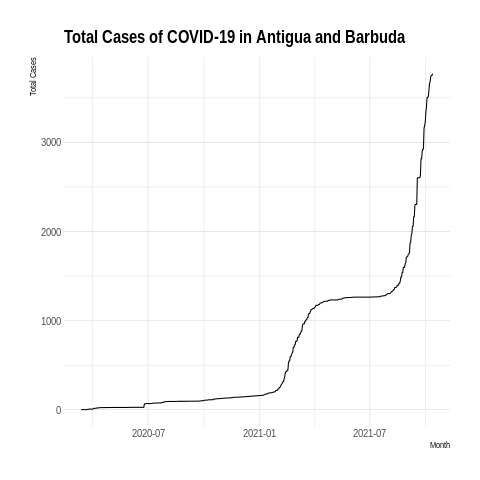 Total Cases of COVID-19 in Antigua and Barbuda
Total Cases
3000
2000
1000
0
2020-07
2021-01
2021-07
Month